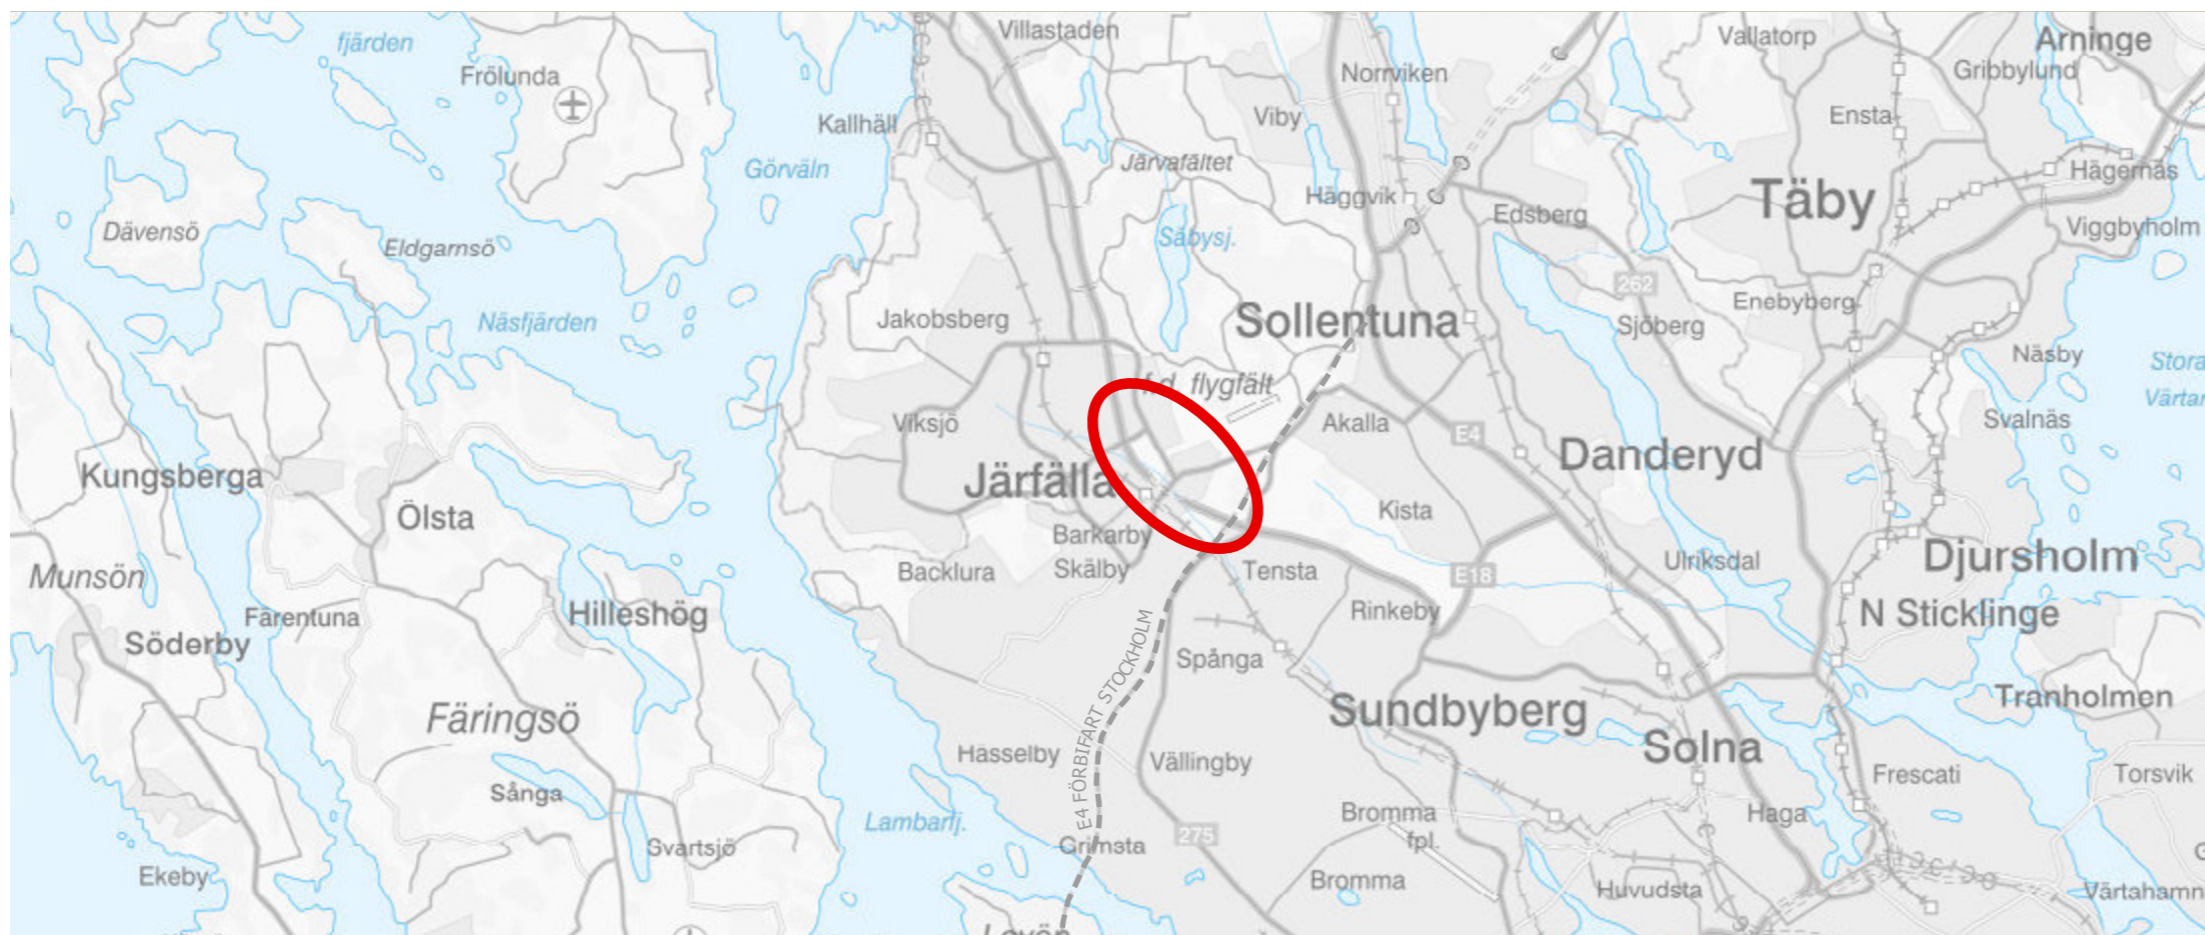 Villastaden
Vallatorp
Arninge
fjärden
Frölunda
Norrviken
Gribbylund
Kallhäll
Viby
Ensta
Görväln
Järvafältet
Hägernäs
Häggvik
Edsberg
Täby
Dävensö
Eldgarnsö
Säbysj.
Viggbyholm
262
Enebyberg
Näsfjärden
Jakobsberg
Sollentuna
Sjöberg
Näsby
Stora
Värtan
f.d. flygfält
Viksjö
Akalla
E4
Svalnäs
Kungsberga
Järfälla
Danderyd
Ölsta
Kista
Barkarby
Munsön
Backlura
Skälby
Tensta
E18
Ulriksdal
Djursholm
Färentuna
Hilleshög
Rinkeby
N Sticklinge
Söderby
Spånga
E4 FÖRBIFART STOCKHOLM
Färingsö
Sundbyberg
Tranholmen
Hässelby
Vällingby
Solna
Sånga
Frescati
Torsvik
Lambarfj.
Bromma
fpl.
Haga
275
Svartsjö
Grimsta
Ekeby
Bromma
Huvudsta
Värtahamn
Lovön